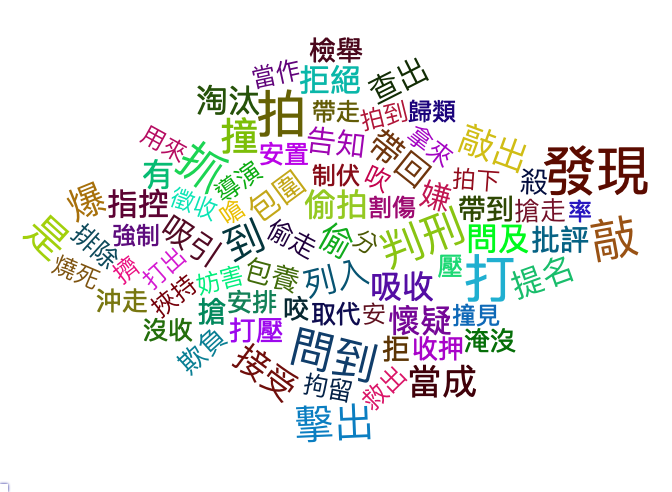 檢舉
當作
拒絕
查出
淘汰
拍
帶走
拍到
歸類
用來
撞
告知
帶回
拿來
敲出
抓
安置
發現
有
導演
制伏
吹
嫌
拍下
殺
爆
指控
徵收
嗆
包圍
偷拍
割傷
帶到
搶走
率
是
排除
強制
吸引
到
偷走
偷
分
判刑
問及
批評
敲
燒死
擠
打出
妨害
包養
列入
吸收
壓
打
提名
沖走
挾持
搶
安排
咬
取代
安
懷疑
撞見
沒收
欺負
打壓
接受
問到
拒
收押
淹沒
拘留
救出
當成
擊出